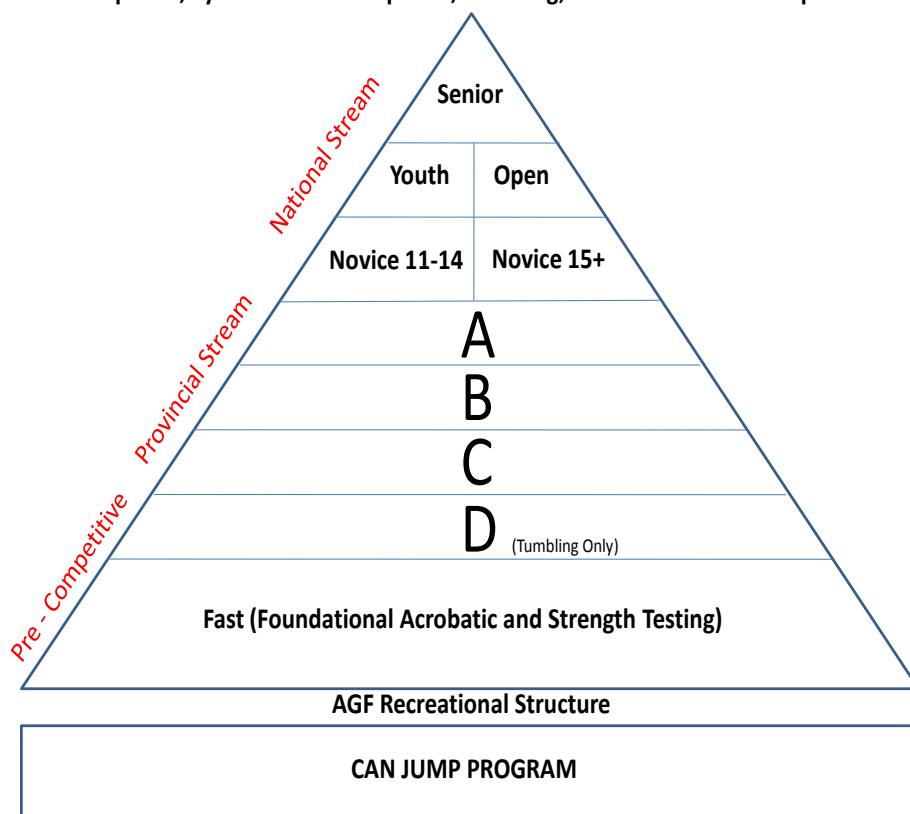 Senior
National Stream
Youth Open
Novice 11-14 Novice 15+
A
Provincial Stream
B
C
D (Tumbling Only)
Pre - Competitive
Fast (Foundational Acrobatic and Strength Testing)
AGF Recreational Structure
CAN JUMP PROGRAM